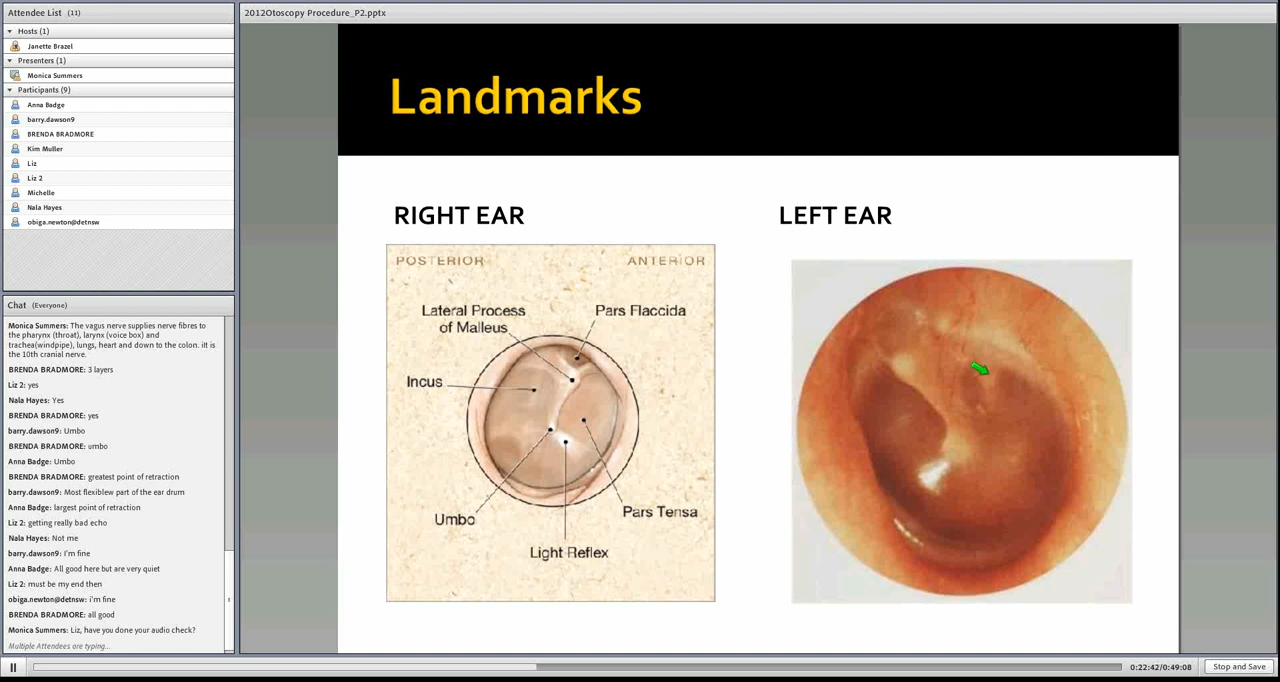 Attendee List (11)
Hosts (1)
Janette Brazel
Presenters (1)
Monica Summers
Participants (9)
Anna Badge
barry.dawson9
BRENDA BRADMORE
Kim Muller
Liz
Liz 2
Michelle
Nala Hayes
obiga.newton@detnsw
Chat (Everyone)
Monica Summers: The vagus nerve supplies nerve fibres to
the pharynx (throat), larynx (voice box) and
trachea(windpipe), lungs, heart and down to the colon. iIt is
the 10th cranial nerve.
BRENDA BRADMORE: 3 layers
Liz 2: yes
Nala Hayes: Yes
BRENDA BRADMORE: yes
barry.dawson9: Umbo
BRENDA BRADMORE: umbo
Anna Badge: Umbo
BRENDA BRADMORE: greatest point of retraction
barry.dawson9: Most flexiblew part of the ear drum
Anna Badge: largest point of retraction
Liz 2: getting really bad echo
Nala Hayes: Not me
barry.dawson9: I'm fine
Anna Badge: All good here but are very quiet
Liz 2: must be my end then
obiga.newton@detnsw: i'm fine
BRENDA BRADMORE: all good
Monica Summers: Liz, have you done your audio check?
Multiple Attendees are typing...
2012Otoscopy Procedure_P2.pptx
Landmarks
RIGHT EAR
LEFT EAR
POSTERIOR
ANTERIOR
Lateral Process
of Malleus
Pars Flaccida
Incus
Umbo
Pars Tensa
Light Reflex
0:22:42/0:49:08
Stop and Save